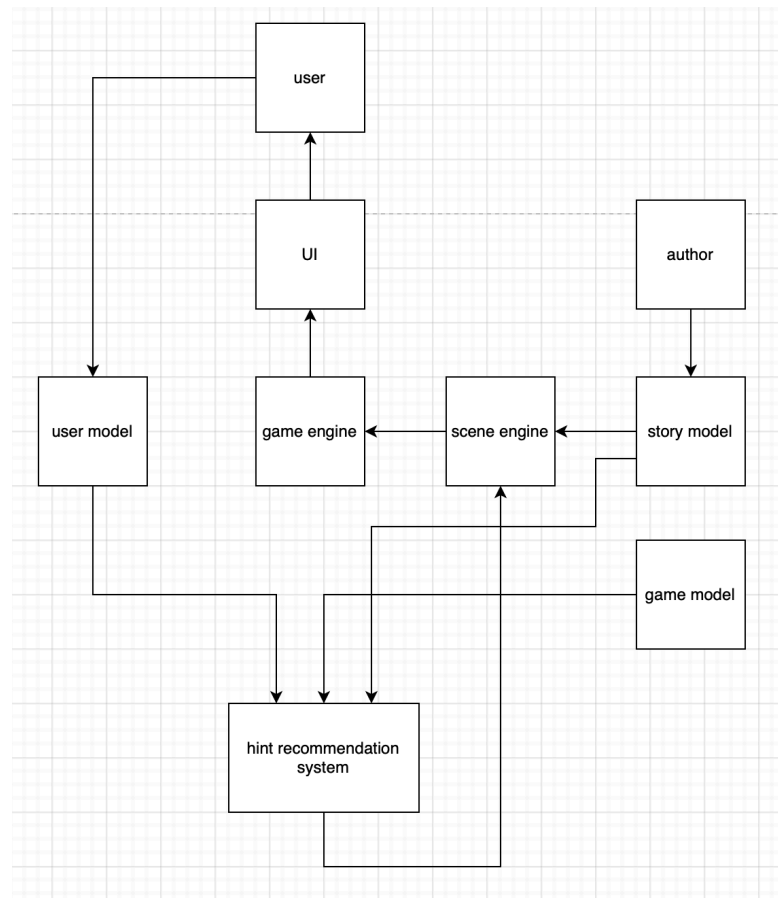 user
UI
author
user model
game engine
scene engine
story model
game model
hint recommendation
system